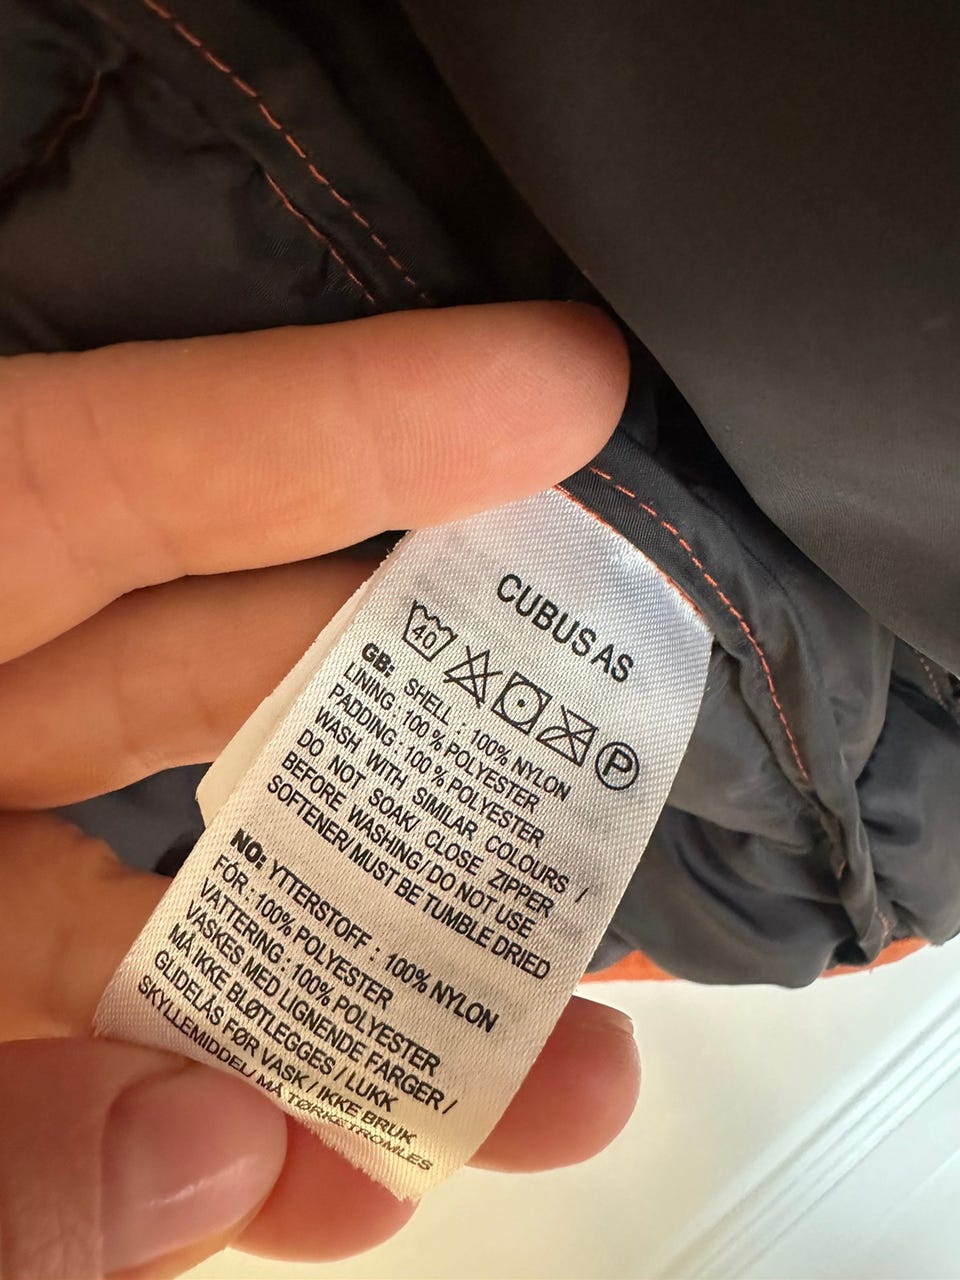 CUBUS AS
40 P
GB: SHELL : 100% NYLON
LINING : 100 % POLYESTER
PADDING : 100 % POLYESTER
WASH WITH SIMILAR COLOURS /
DO NOT SOAK/ CLOSE ZIPPER
BEFORE WASHING/ DO NOT USE
SOFTENER/ MUST BE TUMBLE DRIED
NO: YTTERSTOFF : 100% NYLON
FÓR : 100% POLYESTER
VATTERING : 100% POLYESTER
VASKES MED LIGNENDE FARGER /
MÅ IKKE BLØTLEGGES / LUKK
GLIDELÅS FØR VASK / IKKE BRUK
SKYLLEMIDDEL/ MÅ TØRKETROMLES